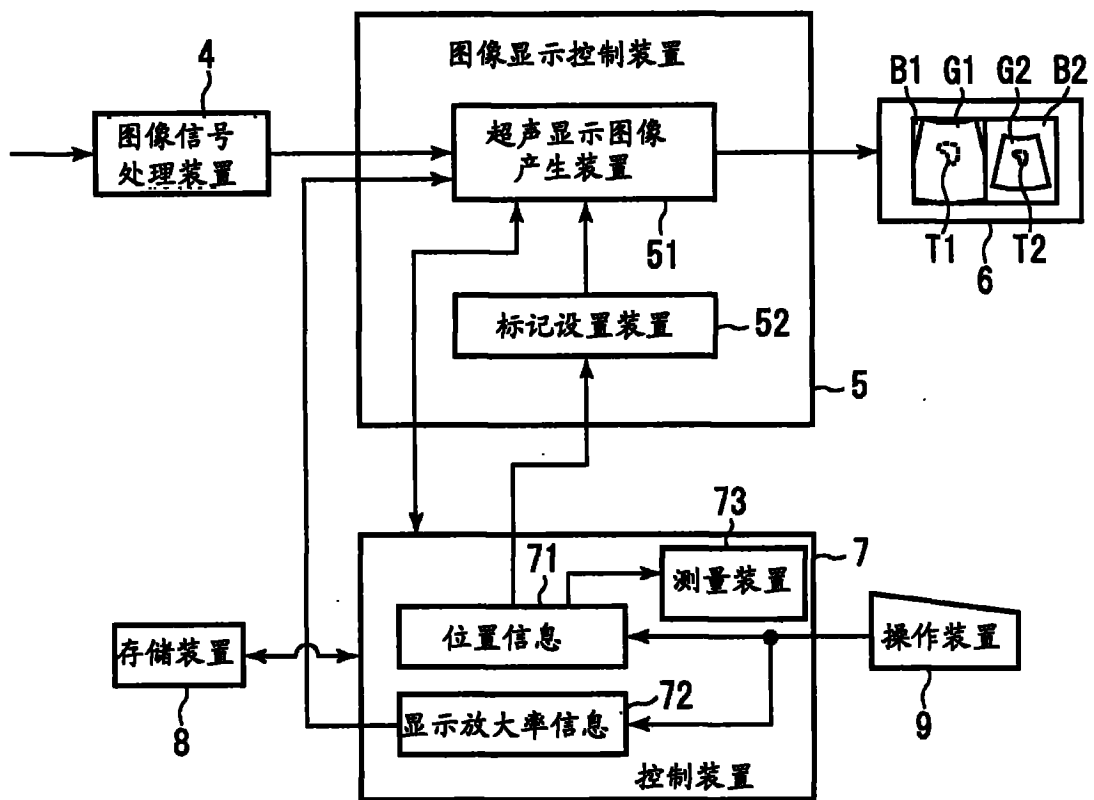 图像显示控制装置
4
B1 G1 G2 B2
图像信号
处理装置
超声显示图像
产生装置
51
T1 T2
6
标记设置装置
52
5
73
71
7
测量装置
位置信息
操作装置
存储装置
72
9
8
显示放大率信息
控制装置